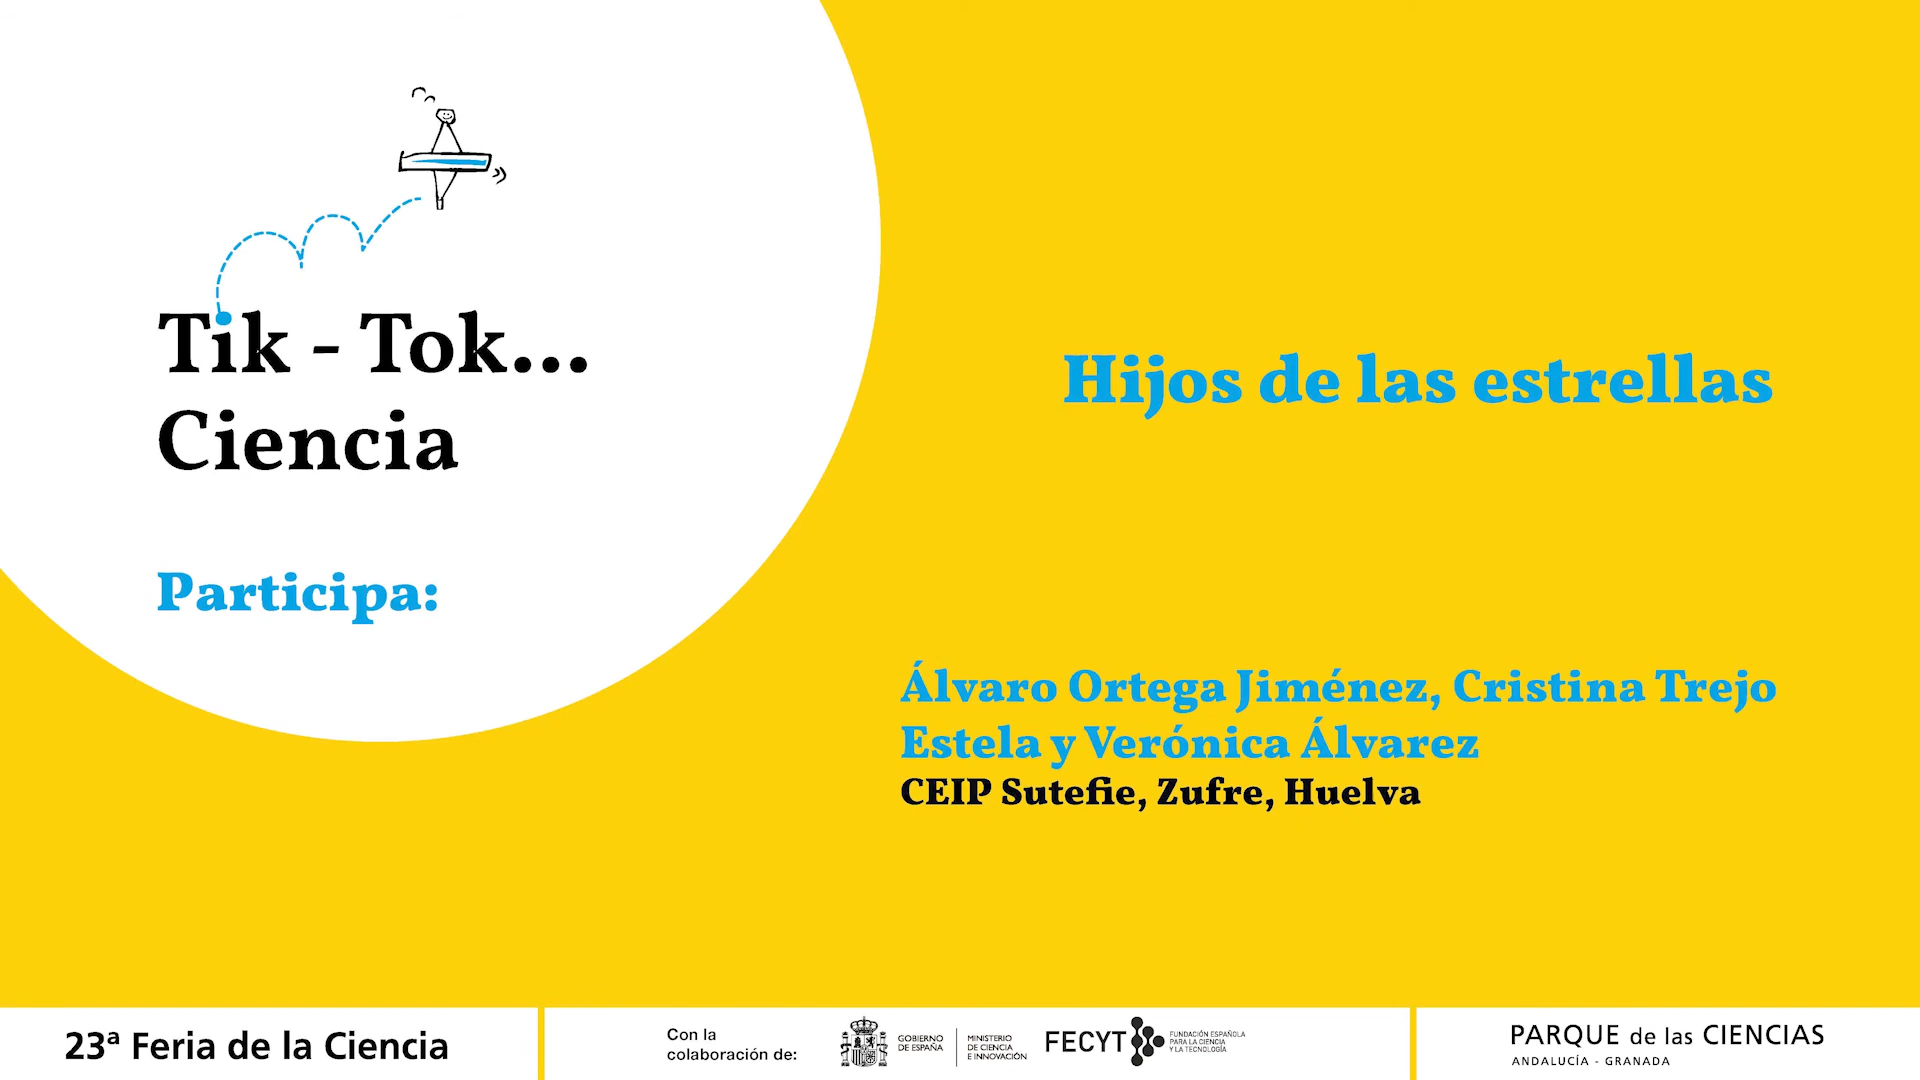 Tik - Tok...
Ciencia
Participa:
Hijos de las estrellas
Álvaro Ortega Jiménez, Cristina Trejo
Estela y Verónica Álvarez
CEIP Sutefie, Zufre, Huelva
23ª Feria de la Ciencia
Con la
colaboración de:
GOBIERNO
DE ESPAÑA
MINISTERIO
DE CIENCIA
E INNOVACIÓN
FECYT
FUNDACIÓN ESPAÑOLA
PARA LA CIENCIA
Y LA TECNOLOGÍA
PARQUE de las CIENCIAS
ANDALUCÍA - GRANADA